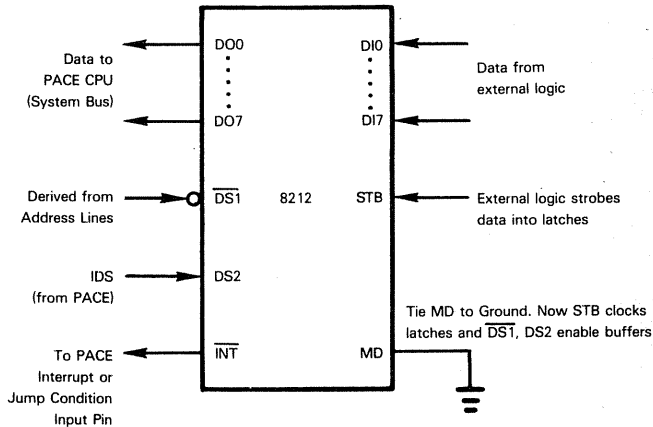 Data to
PACE CPU
(System Bus)
DO0
DO7
DI0
DI7
Data from
external logic
Derived from
Address Lines
DS1
8212
STB
External logic strobes
data into latches
IDS
(from PACE)
DS2
Tie MD to Ground. Now STB clocks
latches and DS1, DS2 enable buffers
To PACE
Interrupt or
Jump Condition
Input Pin
INT
MD